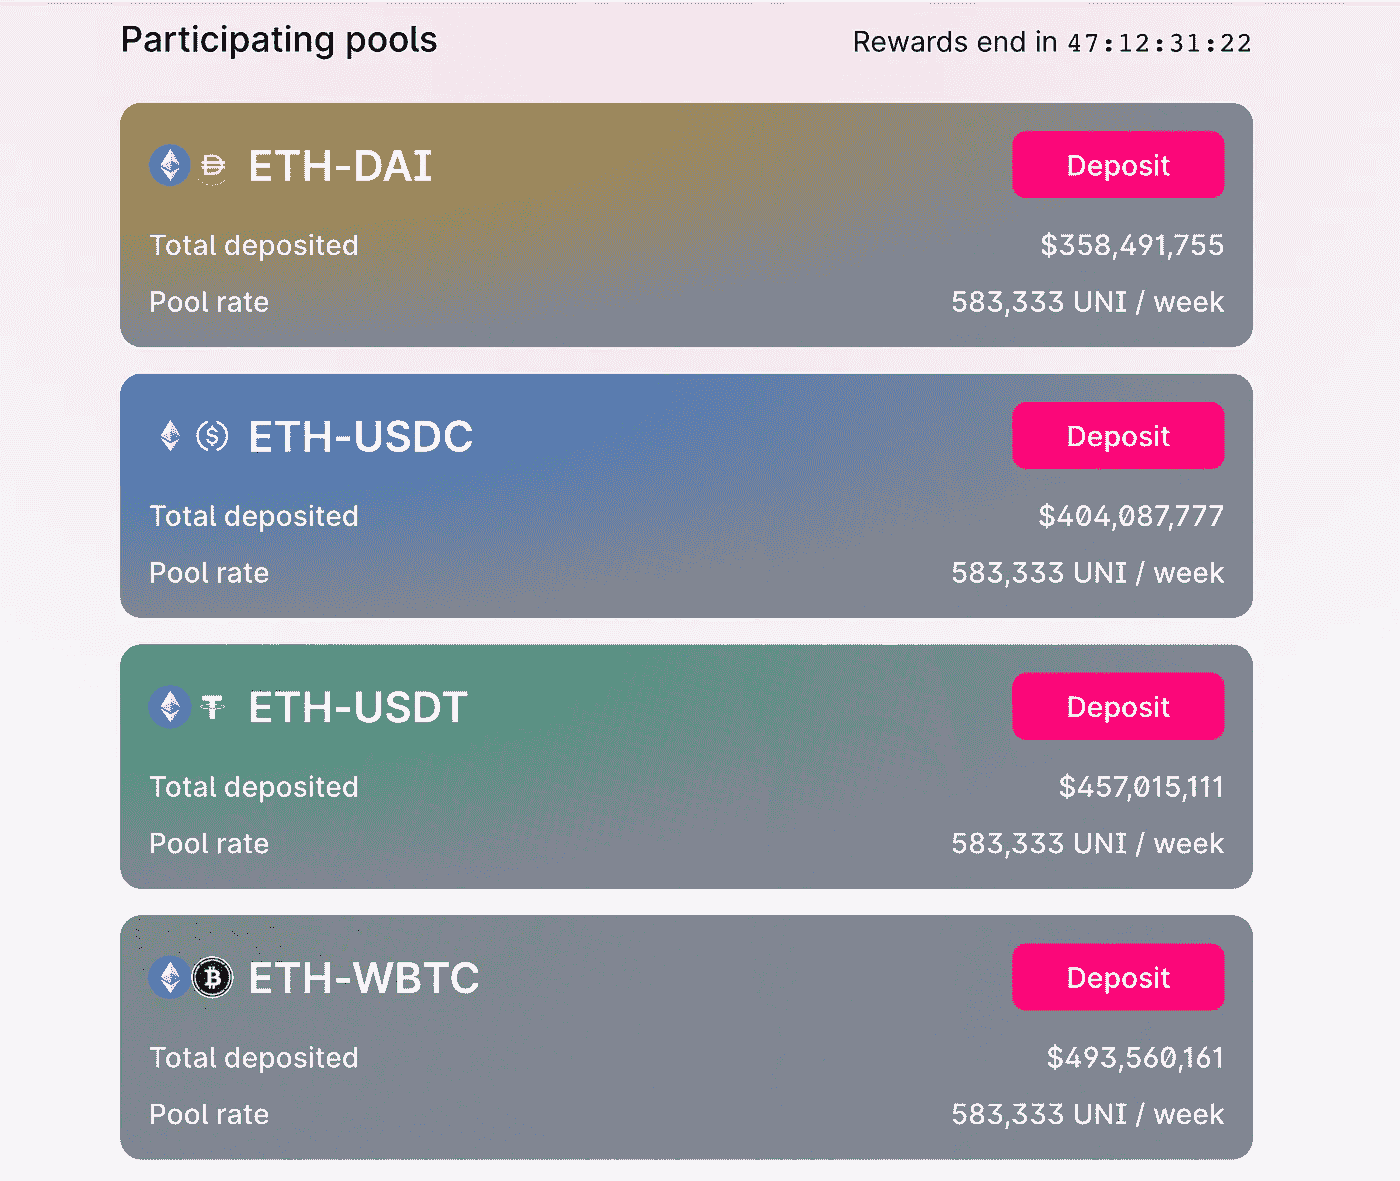 Participating pools
Rewards end in 47:12:31:22
ETH-DAI
Deposit
Total deposited $358,491,755
Pool rate 583,333 UNI / week
ETH-USDC
Deposit
Total deposited $404,087,777
Pool rate 583,333 UNI / week
ETH-USDT
Deposit
Total deposited $457,015,111
Pool rate 583,333 UNI / week
ETH-WBTC
Deposit
Total deposited $493,560,161
Pool rate 583,333 UNI / week